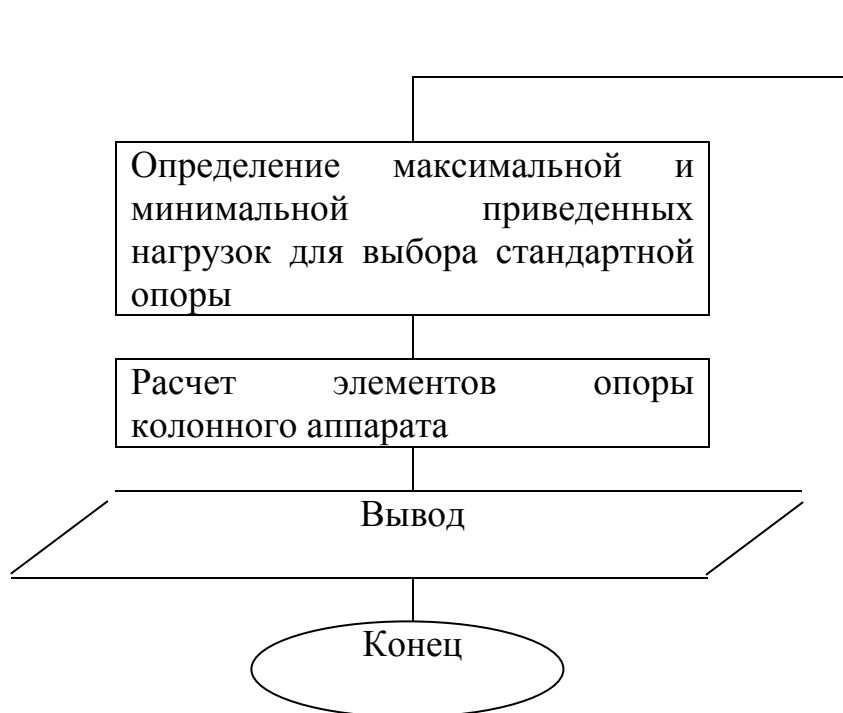 Определение максимальной и
минимальной приведенных
нагрузок для выбора стандартной
опоры
Расчет элементов опоры
колонного аппарата
Вывод
Конец